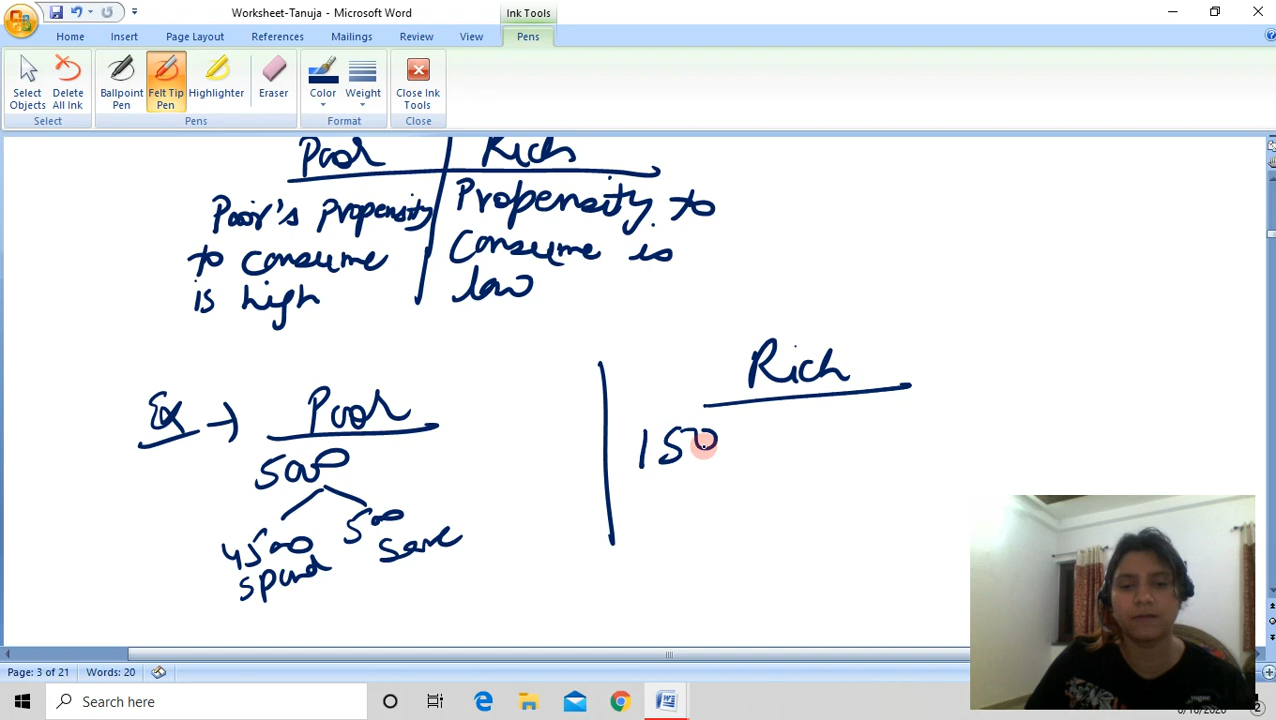 Worksheet-Tanuja - Microsoft Word
Ink Tools
Home Insert Page Layout References Mailings Review View Pens
Select Objects
Delete All Ink
Ballpoint Pen
Felt Tip Pen
Highlighter
Eraser
Color
Weight
Close Ink Tools
Select Pens Format Close
Poor Rich
Poor's Propensity
to consume
is high
Propensity to
Consume is
low
Ex → Poor
5000
4500 500
spend Save
Rich
150
Page: 3 of 21 Words: 20
Search here